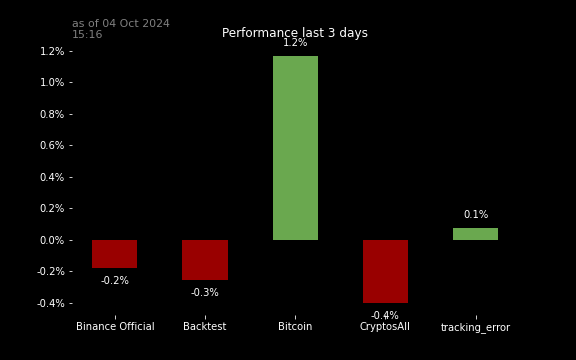 as of 04 Oct 2024
15:16
Performance last 3 days
1.2%
1.2%
1.0%
0.8%
0.6%
0.4%
0.2%
0.1%
0.0%
-0.2%
-0.2%
-0.3%
-0.4%
-0.4%
Binance Official
Backtest
Bitcoin
CryptosAll
tracking_error